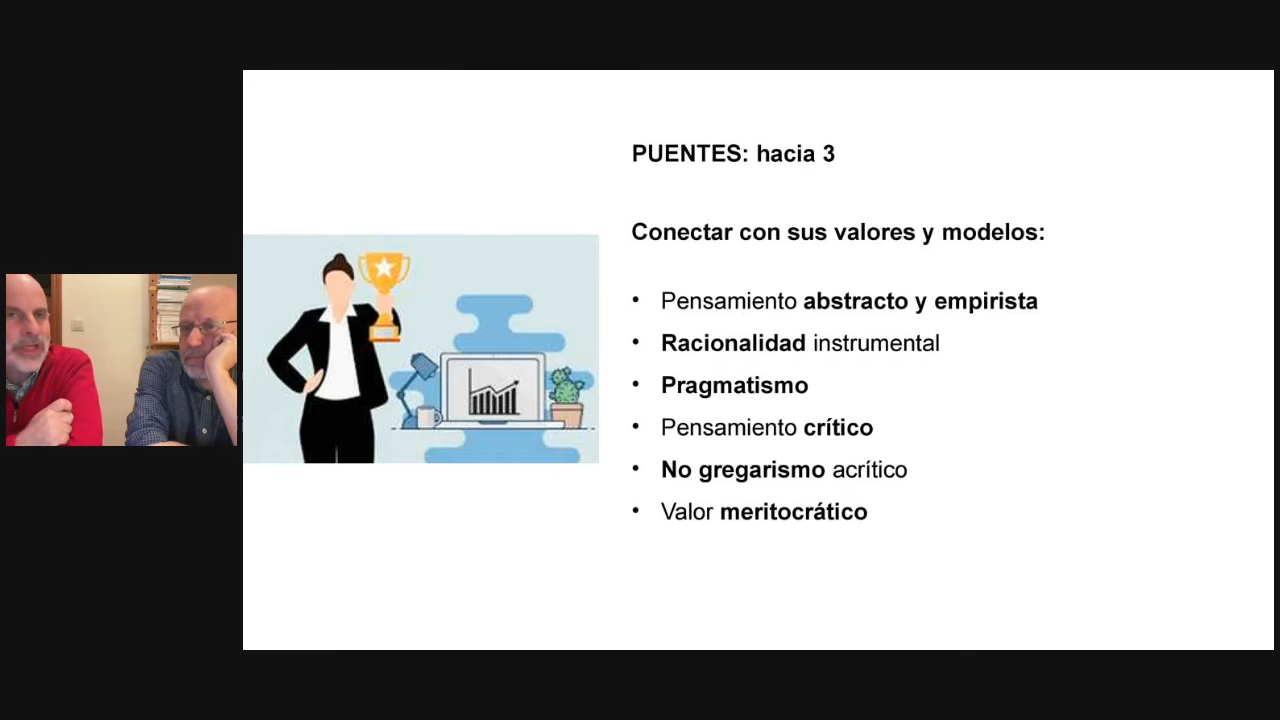 PUENTES: hacia 3
Conectar con sus valores y modelos:
• Pensamiento abstracto y empirista
• Racionalidad instrumental
• Pragmatismo
• Pensamiento crítico
• No gregarismo acrítico
• Valor meritocrático